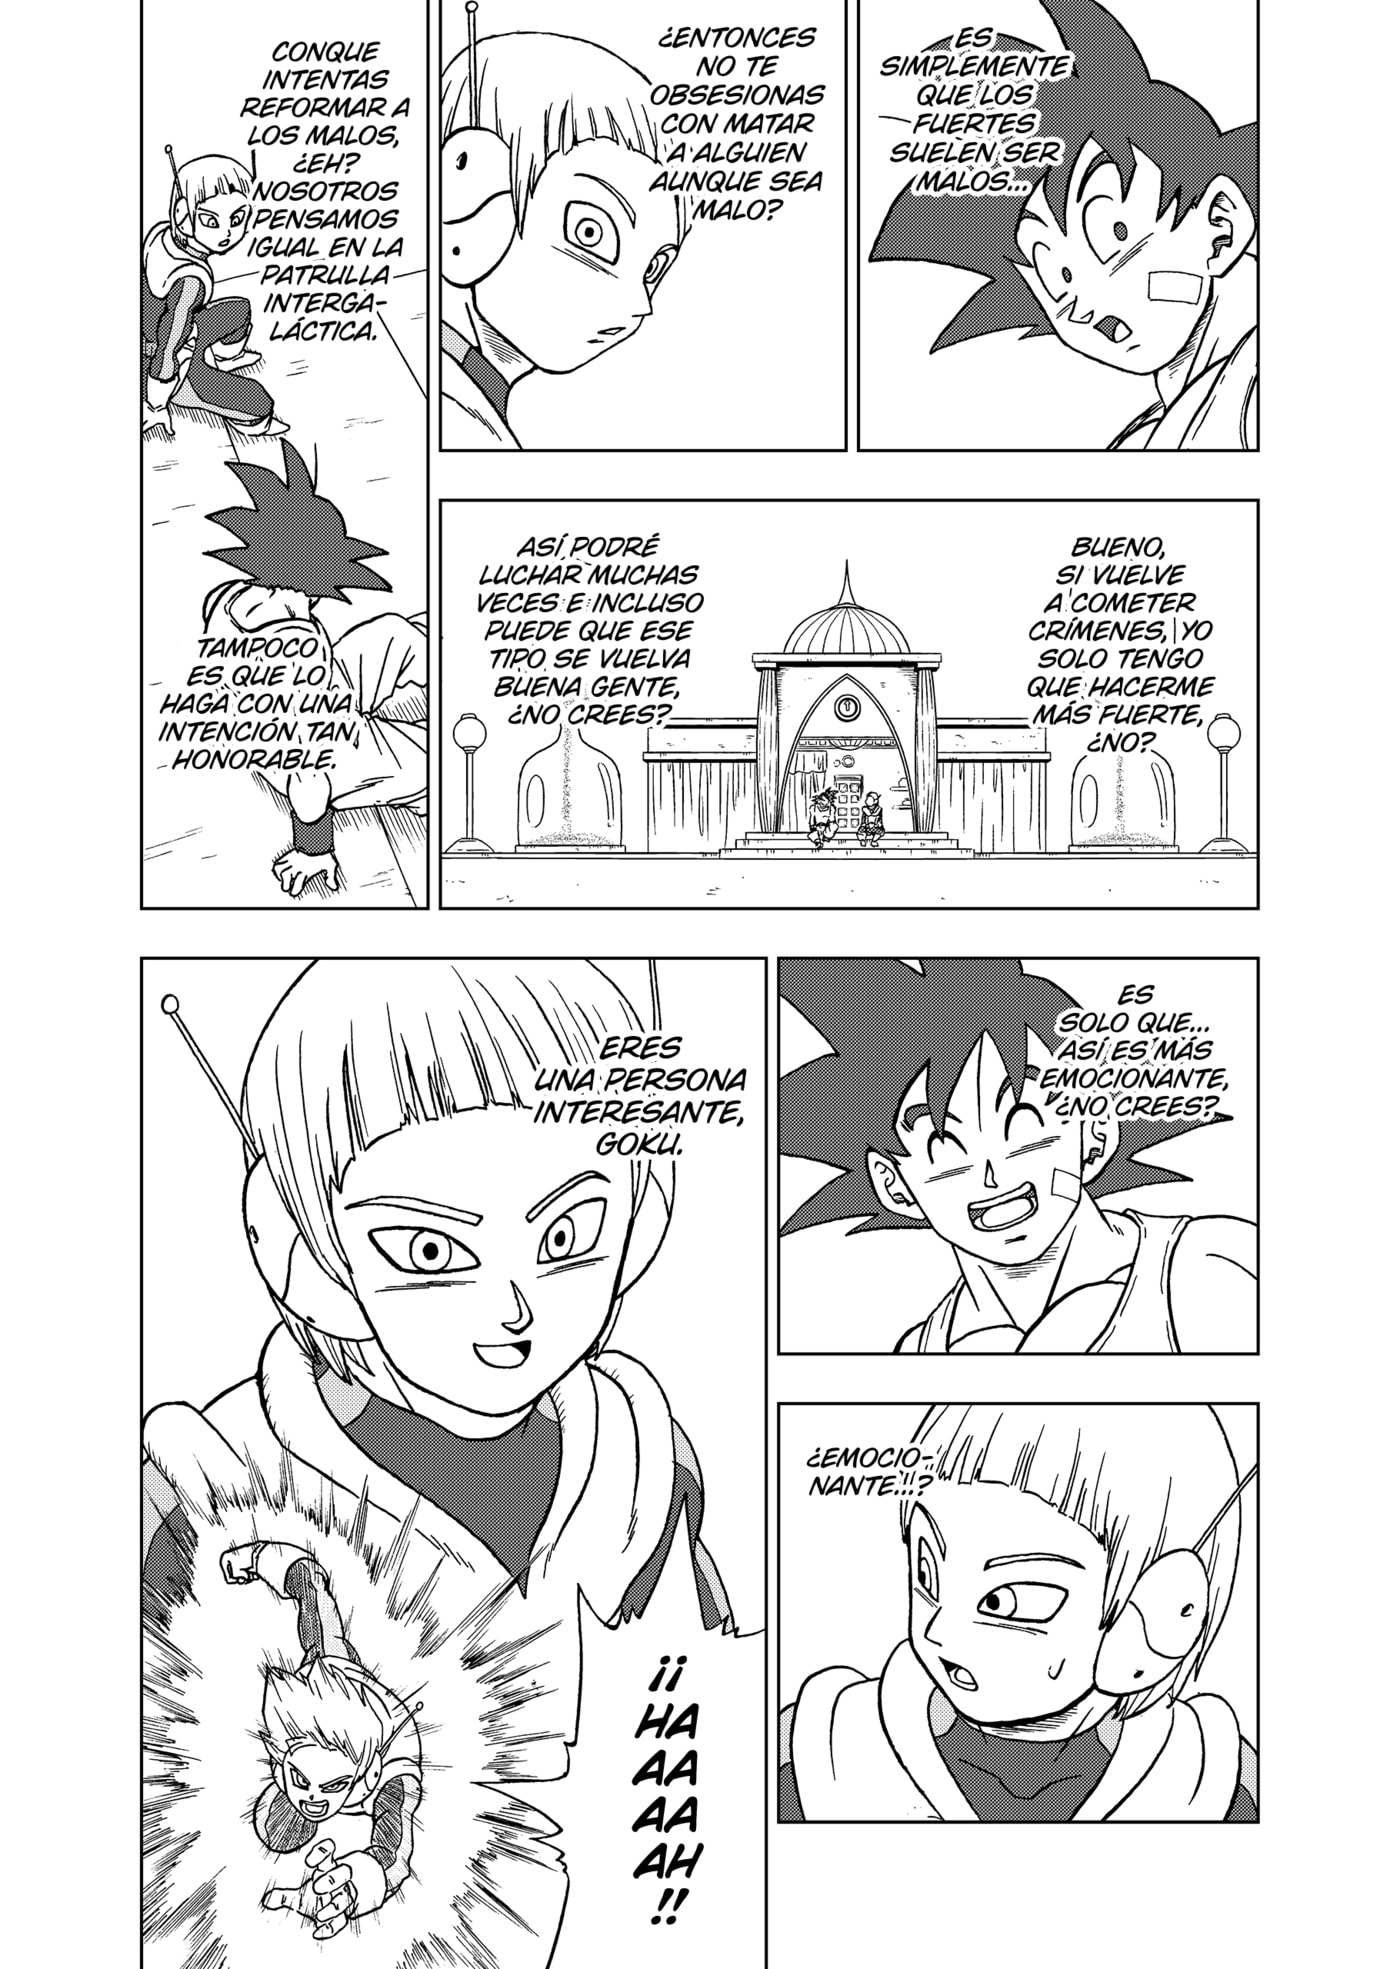 ES
SIMPLEMENTE
QUE LOS
FUERTES
SUELEN SER
MALOS...
¿ENTONCES
NO TE
OBSESIONAS
CON MATAR
A ALGUIEN
AUNQUE SEA
MALO?
CONQUE
INTENTAS
REFORMAR A
LOS MALOS,
¿EH?
NOSOTROS
PENSAMOS
IGUAL EN LA
PATRULLA
INTERGA-
LÁCTICA.
TAMPOCO
ES QUE LO
HAGA CON UNA
INTENCIÓN TAN
HONORABLE.
BUENO,
SI VUELVE
A COMETER
CRÍMENES, YO
SOLO TENGO
QUE HACERME
MÁS FUERTE,
¿NO?
ASÍ PODRÉ
LUCHAR MUCHAS
VECES E INCLUSO
PUEDE QUE ESE
TIPO SE VUELVA
BUENA GENTE,
¿NO CREES?
ES
SOLO QUE...
ASÍ ES MÁS
EMOCIONANTE,
¿NO CREES?
¿EMOCIO-
NANTE...?
ERES
UNA PERSONA
INTERESANTE,
GOKU.
¡¡
HA
AA
AA
AH
!!